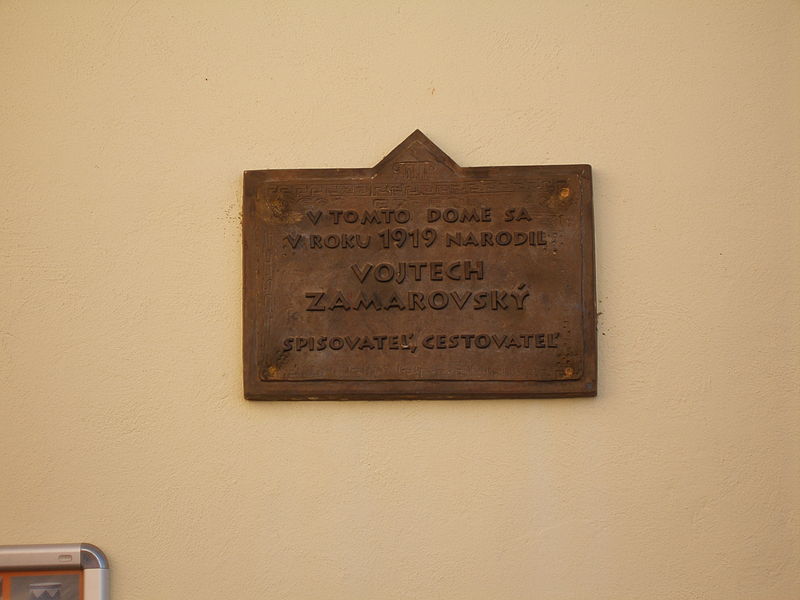 V TOMTO DOME SA
V ROKU 1919 NARODIL
VOJTECH
ZAMAROVSKÝ
SPISOVATEĽ, CESTOVATEĽ